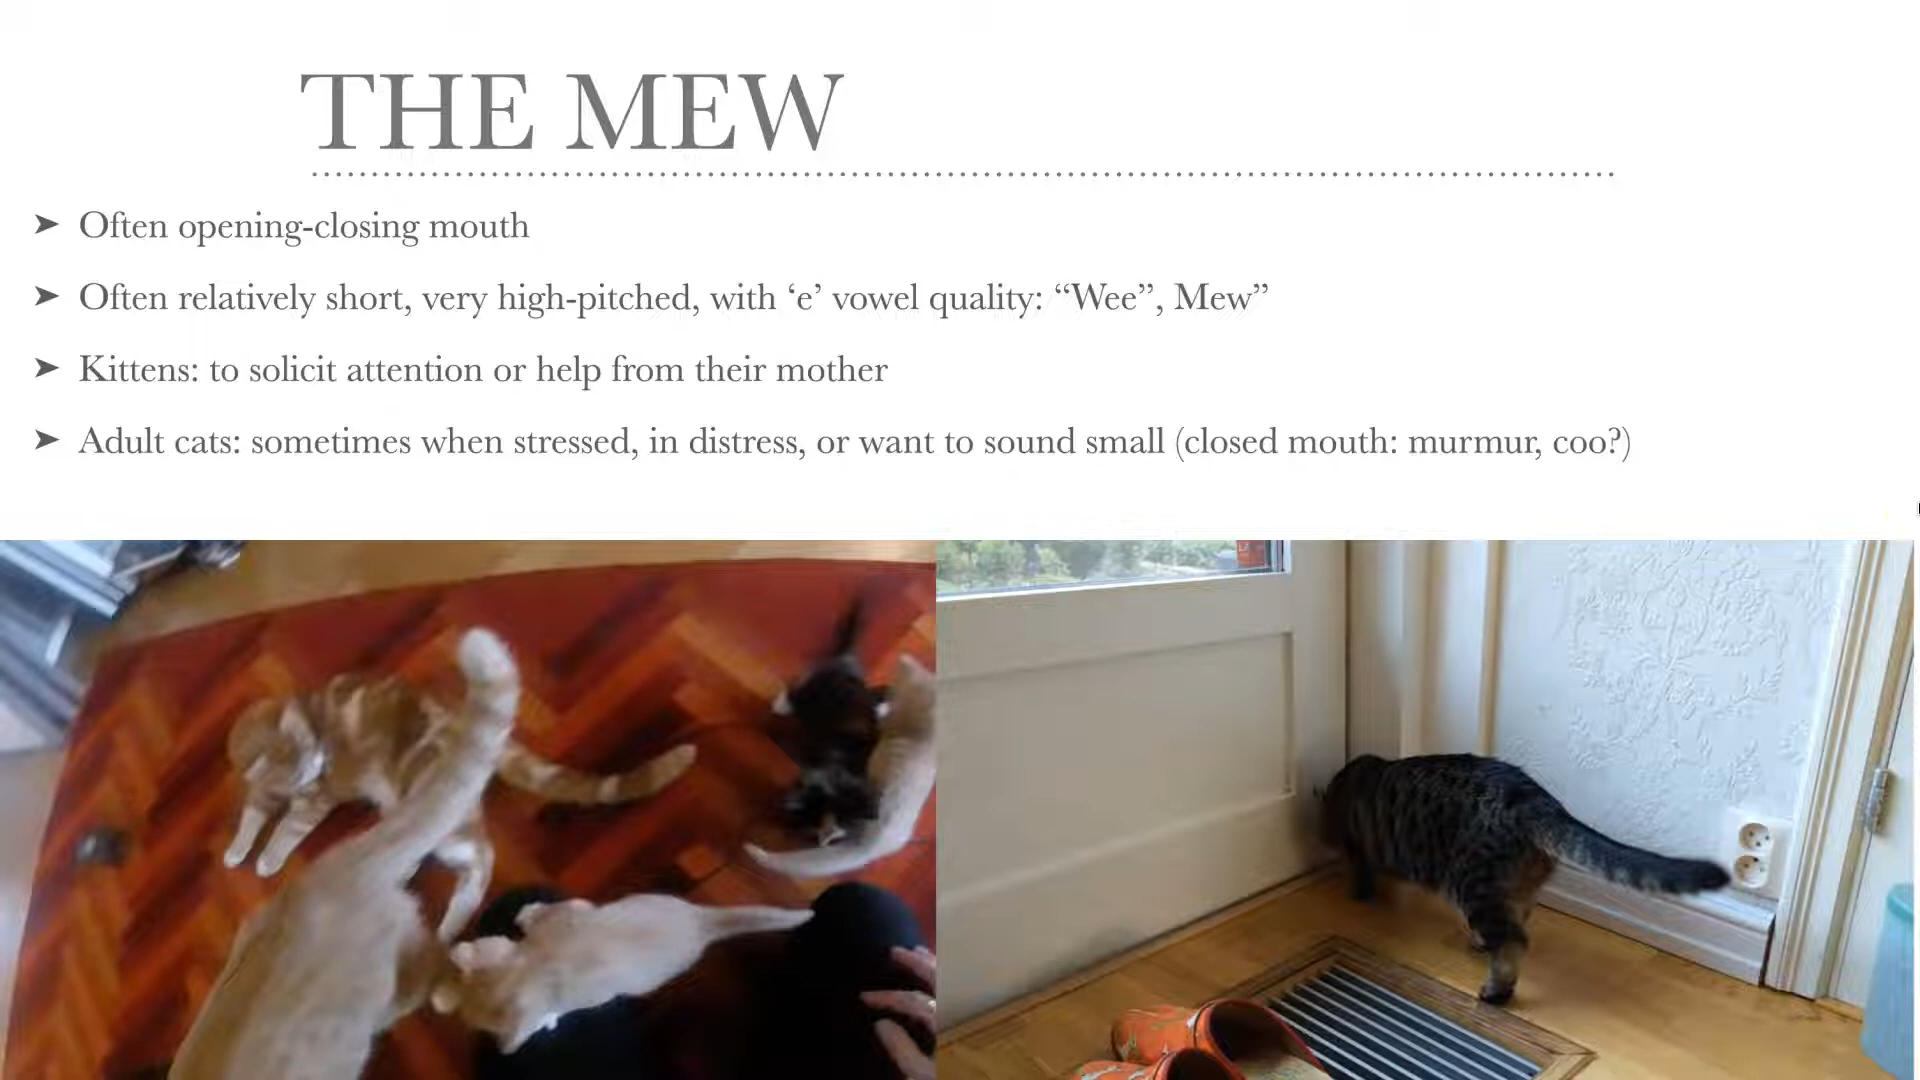 THE MEW
➤ Often opening-closing mouth
➤ Often relatively short, very high-pitched, with ‘e’ vowel quality: “Wee”, Mew”
➤ Kittens: to solicit attention or help from their mother
➤ Adult cats: sometimes when stressed, in distress, or want to sound small (closed mouth: murmur, coo?)